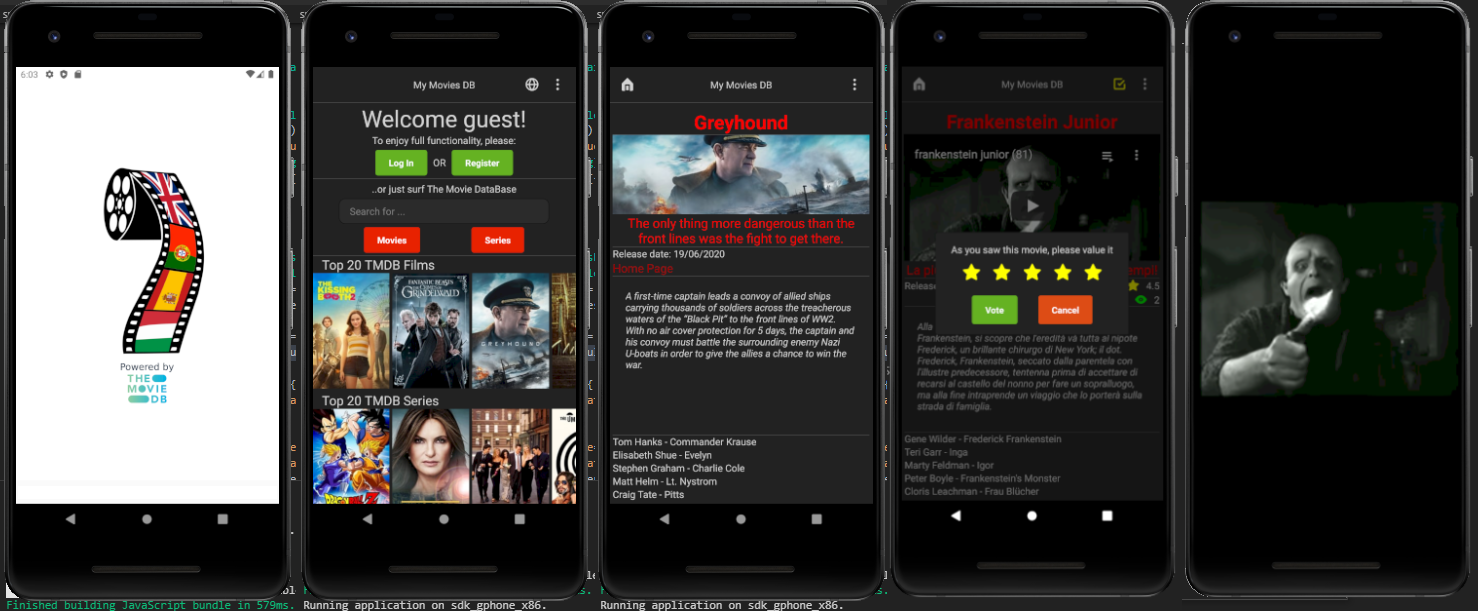 6:03
Powered by
THE
MOVIE
DB
Finished building JavaScript bundle in 579ms.
My Movies DB
Welcome guest!
To enjoy full functionality, please:
Log In OR Register
..or just surf The Movie DataBase
Search for ...
Movies Series
Top 20 TMDB Films
THE KISSING BOOTH 2
FANTASTIC BEASTS
GRINDELWALD
GREYHOUND
Top 20 TMDB Series
DRAGON BALL Z
Running application on sdk_gphone_x86.
My Movies DB
Greyhound
The only thing more dangerous than the
front lines was the fight to get there.
Release date: 19/06/2020
Home Page
A first-time captain leads a convoy of allied ships
carrying thousands of soldiers across the treacherous
waters of the "Black Pit" to the front lines of WW2.
With no air cover protection for 5 days, the captain and
his convoy must battle the surrounding enemy Nazi
U-boats in order to give the allies a chance to win the
war.
Tom Hanks - Commander Krause
Elisabeth Shue - Evelyn
Stephen Graham - Charlie Cole
Matt Helm - Lt. Nystrom
Craig Tate - Pitts
Running application on sdk_gphone_x86.
My Movies DB
Frankenstein Junior
frankenstein junior (81)
As you saw this movie, please value it
Vote Cancel
4.5
2
Alla
Frankenstein, si scopre che l'eredità va tutta al nipote
Frederick, un brillante chirurgo di New York; il dot.
Frederick, Frankenstein, seccato dalla parentela con
l'illustre predecessore, tentenna prima di accettare di
recarsi al castello del nonno per fare un sopralluogo,
ma alla fine intraprende un viaggio che lo porterà sulla
strada di famiglia.
Gene Wilder - Frederick Frankenstein
Teri Garr - Inga
Marty Feldman - Igor
Peter Boyle - Frankenstein's Monster
Cloris Leachman - Frau Blücher